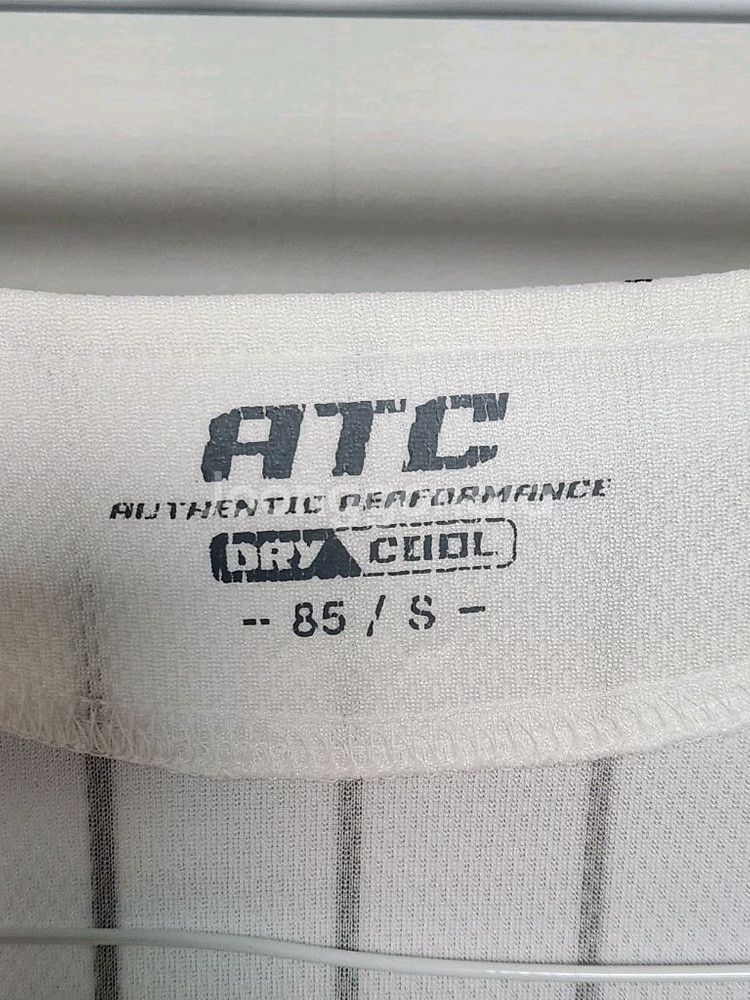 ATC
AUTHENTIC PERFORMANCE
DRY COOL
-- 85 / S -